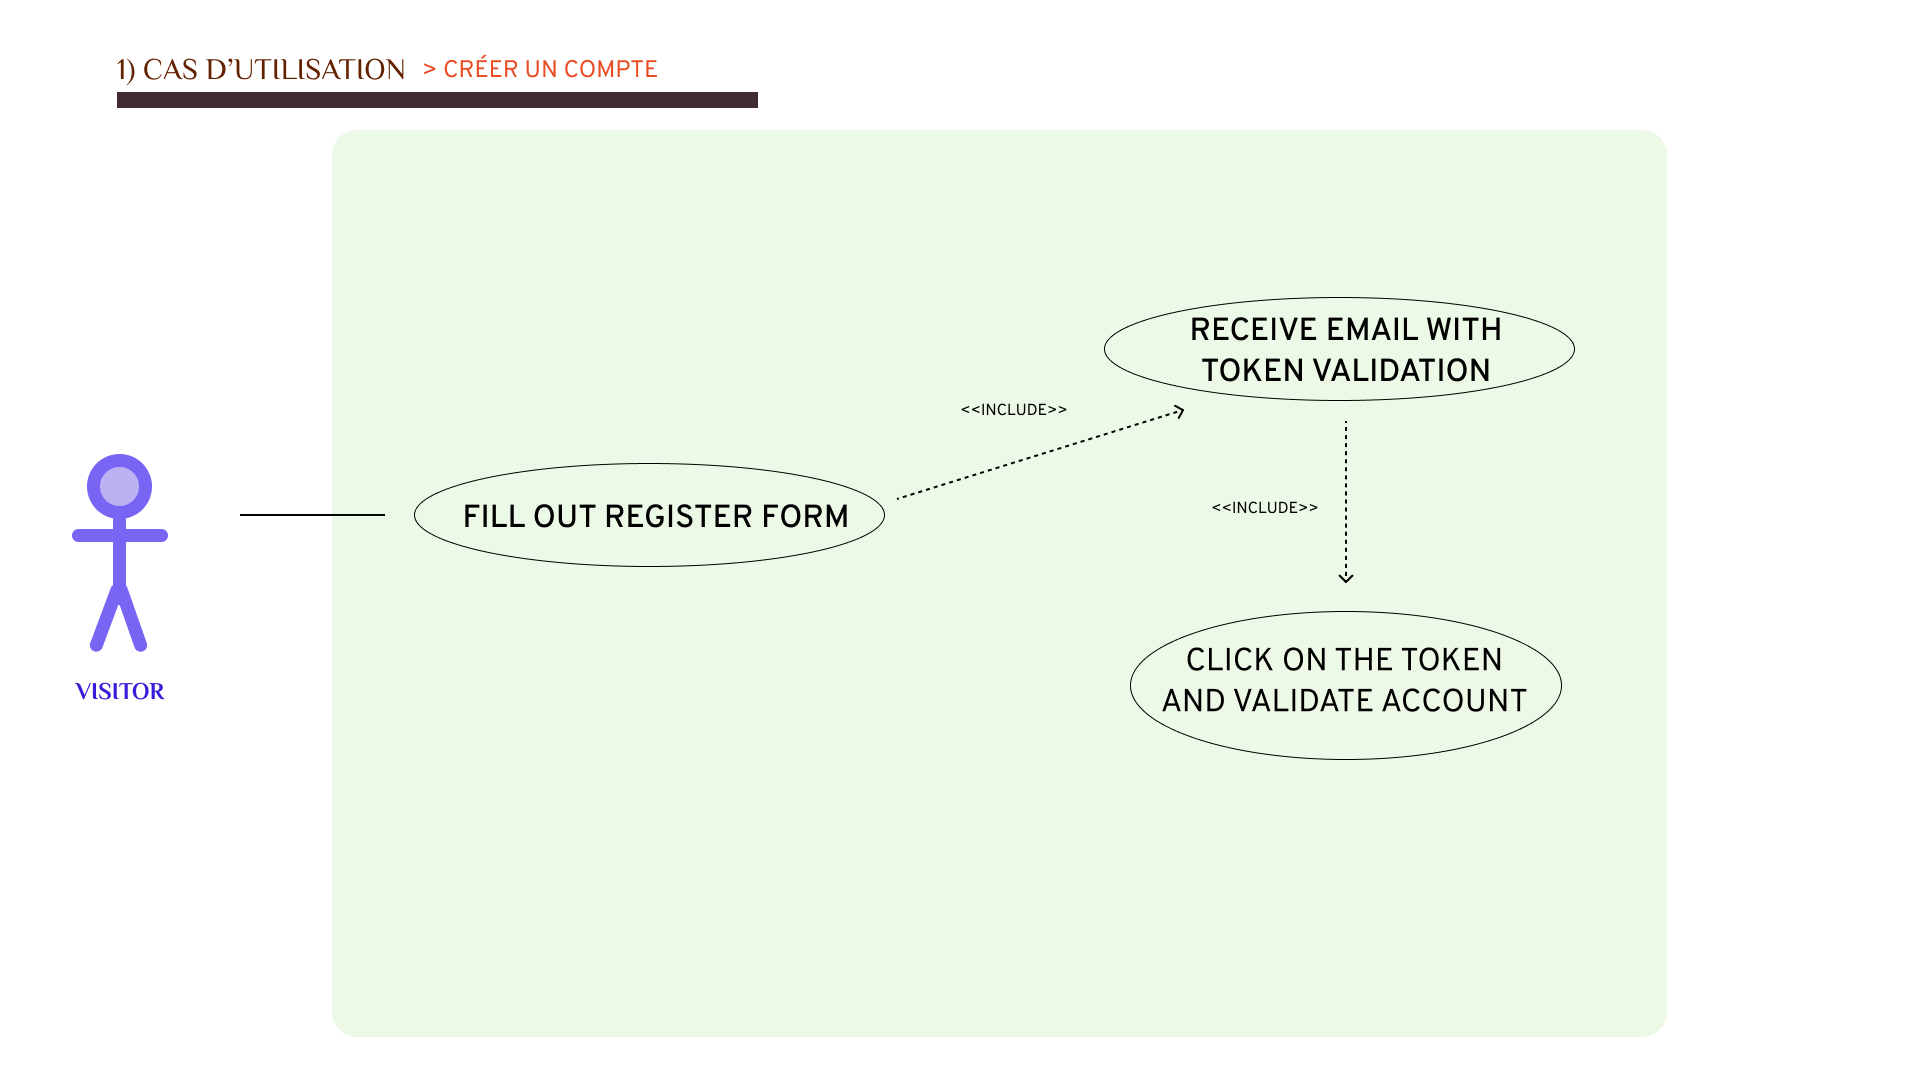 1) CAS D’UTILISATION > CRÉER UN COMPTE
RECEIVE EMAIL WITH
TOKEN VALIDATION
<<INCLUDE>>
FILL OUT REGISTER FORM
<<INCLUDE>>
CLICK ON THE TOKEN
AND VALIDATE ACCOUNT
VISITOR